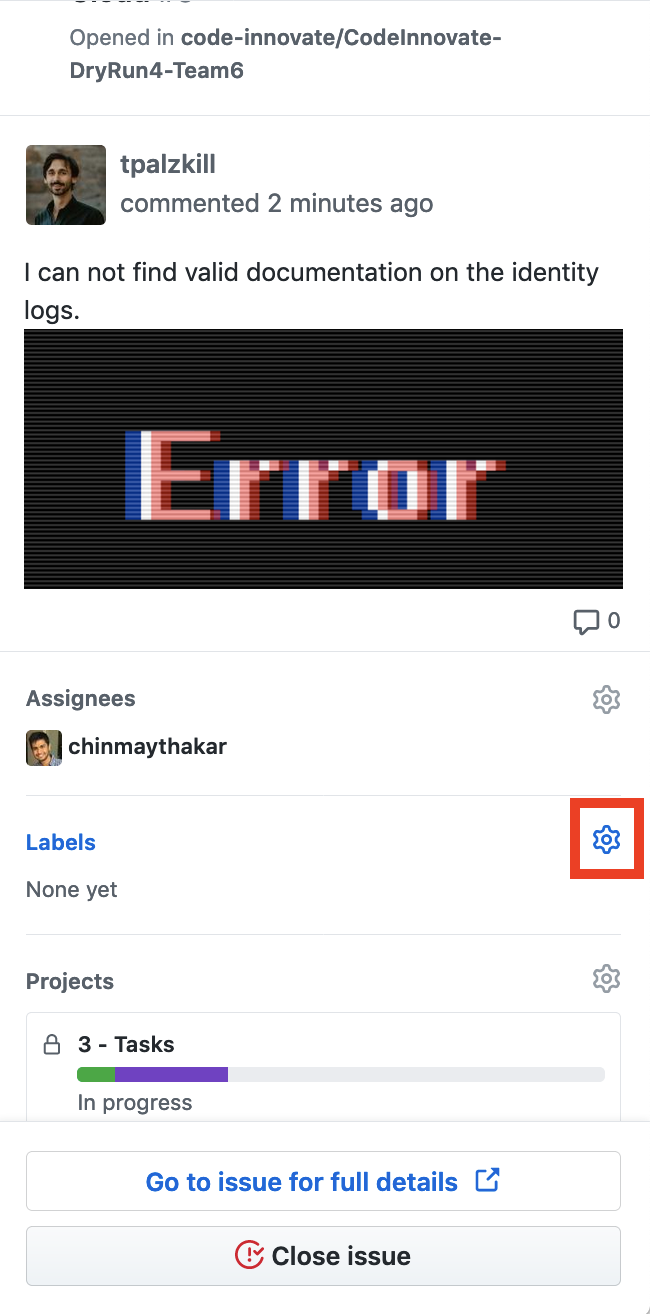 Opened in code-innovate/CodeInnovate-
DryRun4-Team6
tpalzkill
commented 2 minutes ago
I can not find valid documentation on the identity
logs.
Error
0
Assignees
chinmaythakar
Labels
None yet
Projects
3 - Tasks
In progress
Go to issue for full details
Close issue